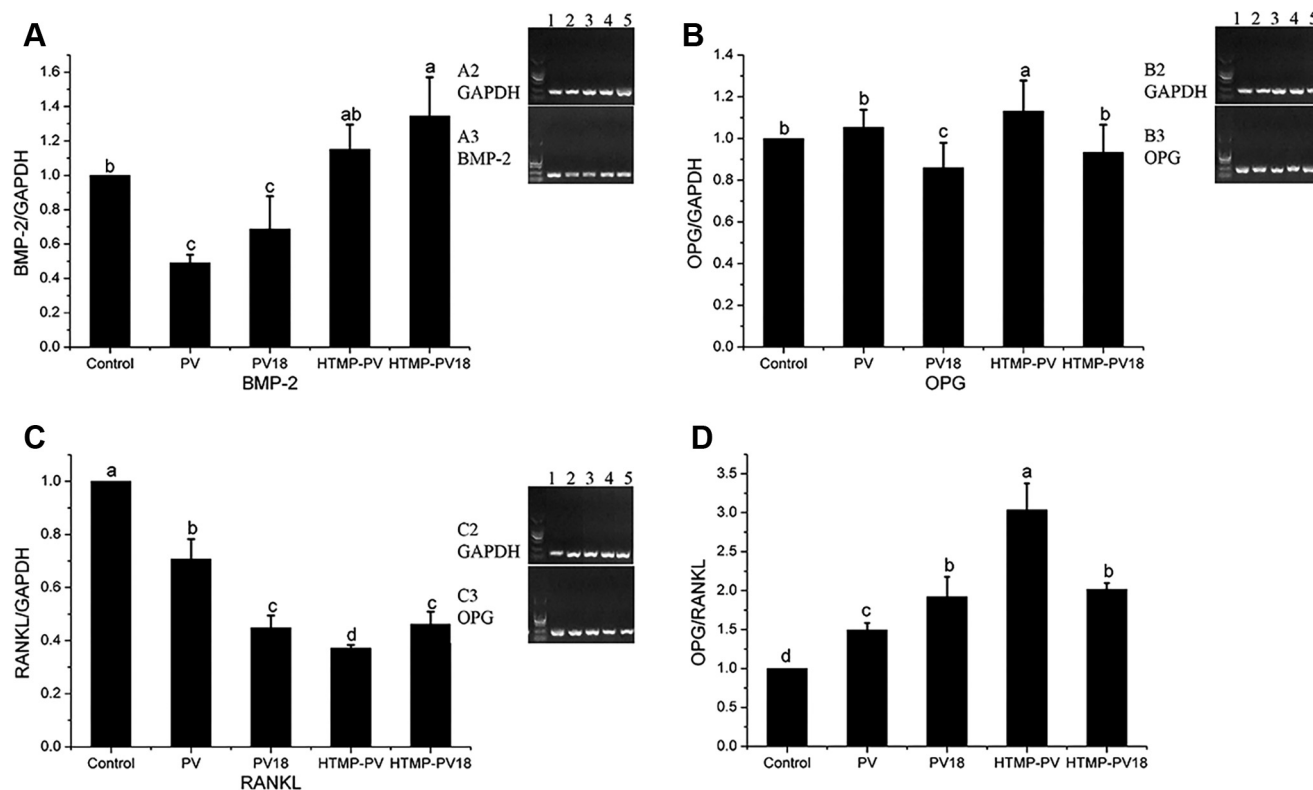 A
BMP-2/GAPDH
1.6
1.4
1.2
1.0
0.8
0.6
0.4
0.2
0.0
b
c
c
ab
a
Control PV PV18 HTMP-PV HTMP-PV18
BMP-2
1 2 3 4 5
A2
GAPDH
A3
BMP-2
B
OPG/GAPDH
1.4
1.2
1.0
0.8
0.6
0.4
0.2
0.0
b
b
c
a
b
Control PV PV18 HTMP-PV HTMP-PV18
OPG
1 2 3 4 5
B2
GAPDH
B3
OPG
C
RANKL/GAPDH
1.0
0.8
0.6
0.4
0.2
0.0
a
b
c
d
c
Control PV PV18 HTMP-PV HTMP-PV18
RANKL
1 2 3 4 5
C2
GAPDH
C3
OPG
D
OPG/RANKL
3.5
3.0
2.5
2.0
1.5
1.0
0.5
0.0
d
c
b
a
b
Control PV PV18 HTMP-PV HTMP-PV18